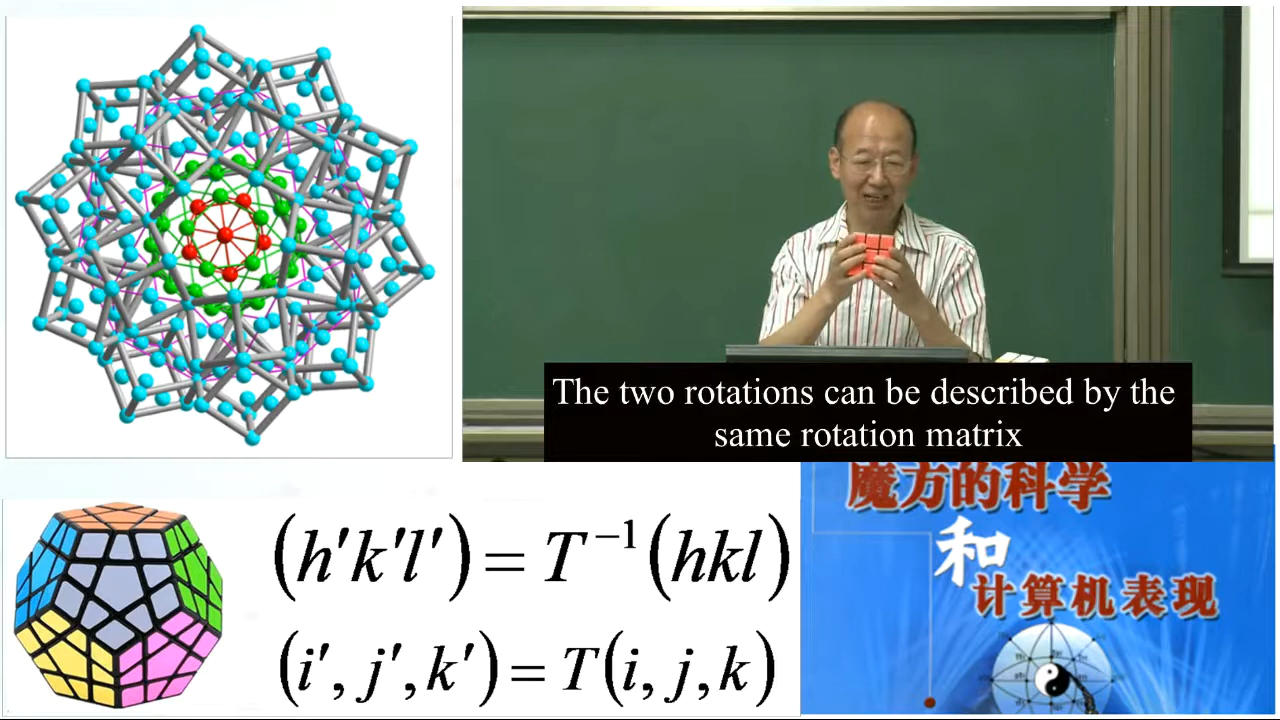 The two rotations can be described by the
same rotation matrix
(h′k′l′) = T⁻¹(hkl)
(i′, j′, k′) = T(i, j, k)
魔方的科学
和
计算机表现